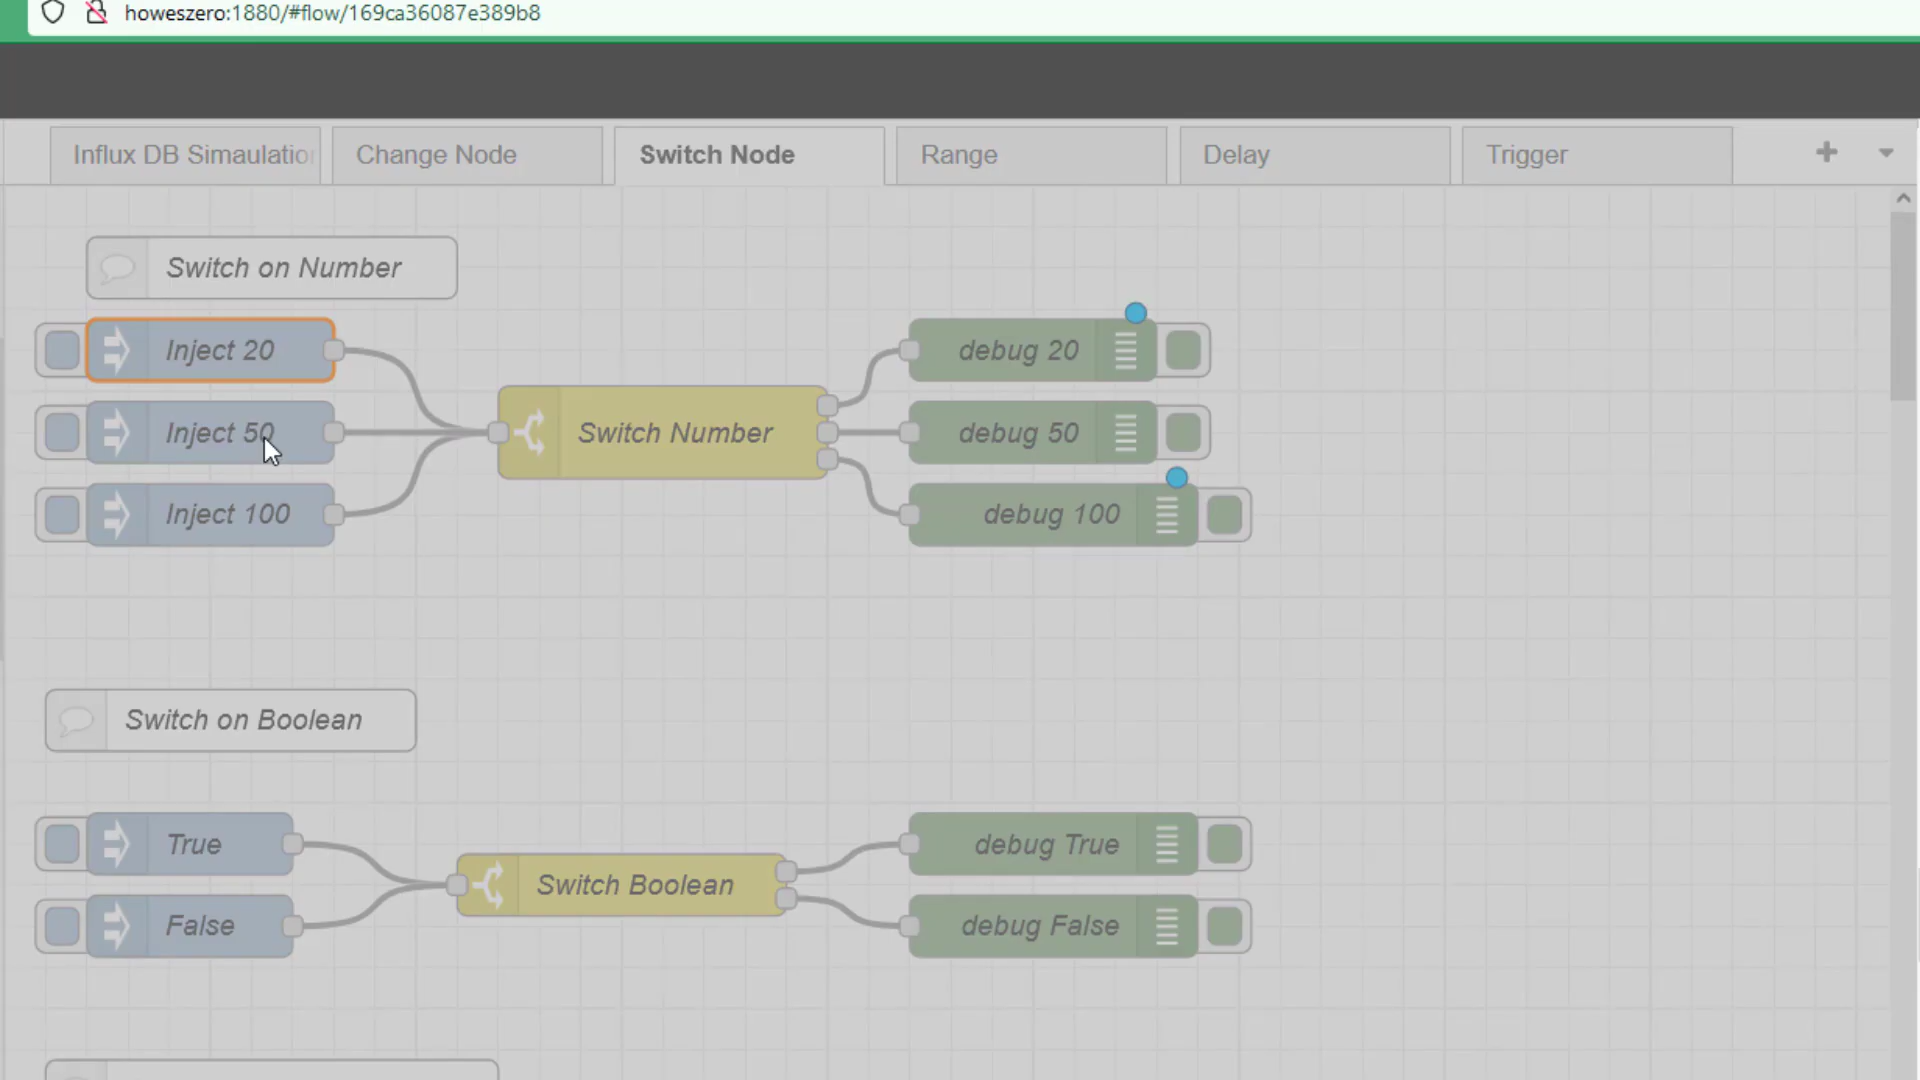 howeszero:1880/#flow/169ca36087e389b8
Influx DB Simaulatio
Change Node
Switch Node
Range
Delay
Trigger
Switch on Number
Inject 20
Inject 50
Inject 100
Switch Number
debug 20
debug 50
debug 100
Switch on Boolean
True
False
Switch Boolean
debug True
debug False